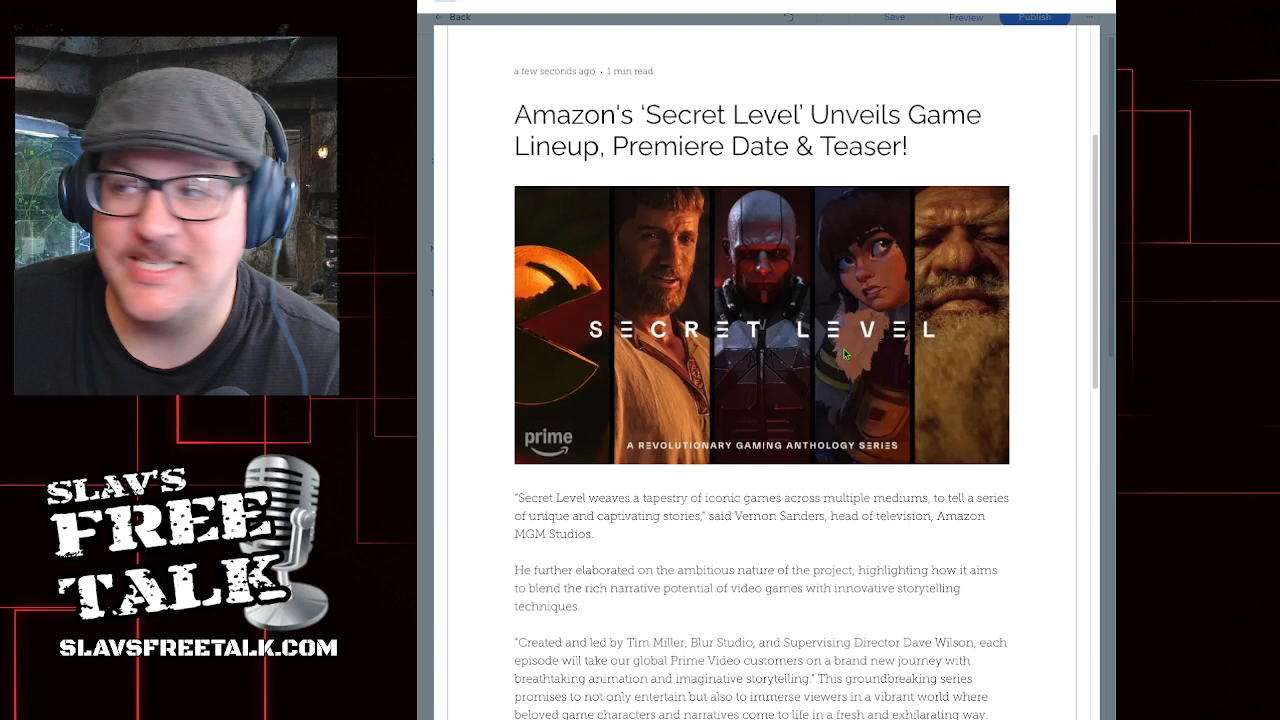 Back
Save
Preview
Publish
a few seconds ago • 1 min read
Amazon's ‘Secret Level’ Unveils Game
Lineup, Premiere Date & Teaser!
SECRET LEVEL
prime
A REVOLUTIONARY GAMING ANTHOLOGY SERIES
“Secret Level weaves a tapestry of iconic games across multiple mediums, to tell a series
of unique and captivating stories,” said Vernon Sanders, head of television, Amazon
MGM Studios.
He further elaborated on the ambitious nature of the project, highlighting how it aims
to blend the rich narrative potential of video games with innovative storytelling
techniques.
“Created and led by Tim Miller, Blur Studio, and Supervising Director Dave Wilson, each
episode will take our global Prime Video customers on a brand new journey with
breathtaking animation and imaginative storytelling.” This groundbreaking series
promises to not only entertain but also to immerse viewers in a vibrant world where
beloved game characters and narratives come to life in a fresh and exhilarating way.
SLAV'S
FREE
TALK
SLAVSFREETALK.COM